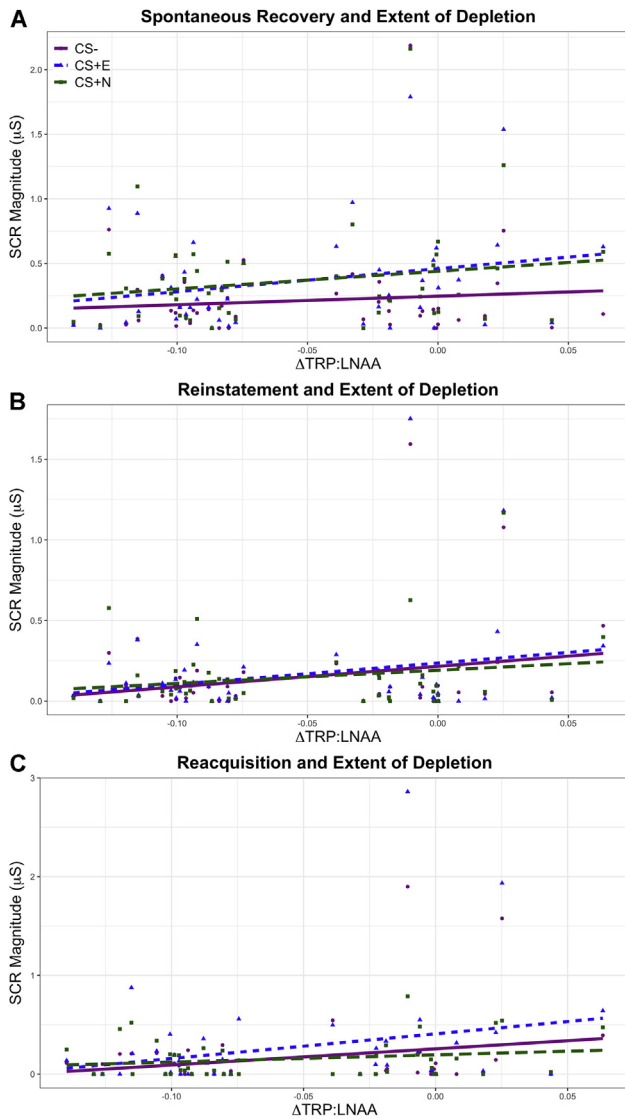 A
Spontaneous Recovery and Extent of Depletion
CS-
CS+E
CS+N
2.0
1.5
1.0
0.5
0.0
SCR Magnitude (μS)
-0.10
-0.05
0.00
0.05
ΔTRP:LNAA
B
Reinstatement and Extent of Depletion
1.5
1.0
0.5
0.0
SCR Magnitude (μS)
-0.10
-0.05
0.00
0.05
ΔTRP:LNAA
C
Reacquisition and Extent of Depletion
3
2
1
0
SCR Magnitude (μS)
-0.10
-0.05
0.00
0.05
ΔTRP:LNAA